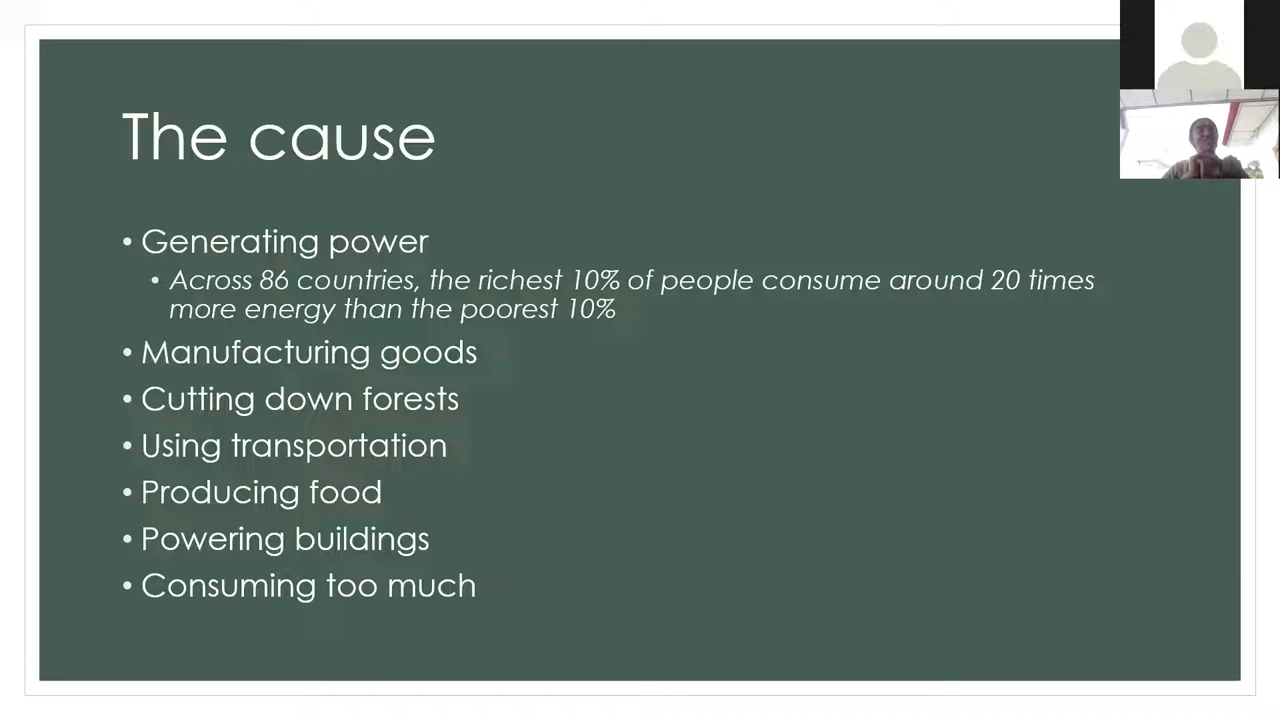 The cause
• Generating power
• Across 86 countries, the richest 10% of people consume around 20 times
more energy than the poorest 10%
• Manufacturing goods
• Cutting down forests
• Using transportation
• Producing food
• Powering buildings
• Consuming too much